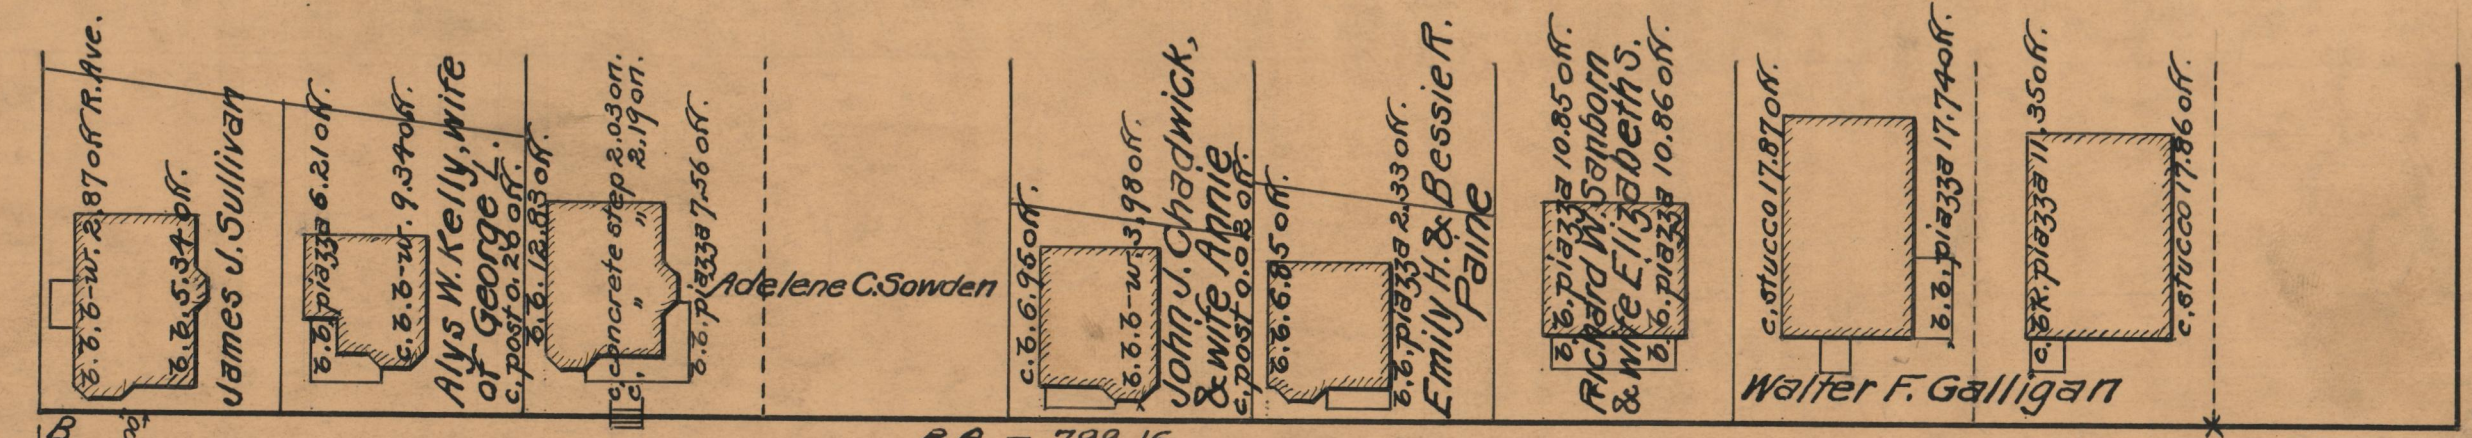 b.b.b-w. 2.87 off R. Ave.
b.b. 5.34 off.
James J. Sullivan
b.b. piazza 6.21 off.
c.b.b-w. 9.34 off.
Alys W. Kelly, wife
of George L.
c. post 0.28 off.
b.b. 12.83 off.
c. concrete step 2.03 on.
c. " " 2.19 on.
b.b. piazza 7.56 off.
Adelene C. Sowden
c.b. 6.95 off.
b.b.b-w. 3.98 off.
John J. Chadwick,
& wife Annie
c. post 0.02 off.
b.b. 6.85 off.
b.b. piazza 2.33 off.
Emily H. & Bessie R.
Paine
b.b. piazza 10.85 off.
Richard W. Sanborn
& wife Elizabeth S.
b. piazza 10.86 off.
c. stucco 17.87 off.
b.b. piazza 17.74 off.
Walter F. Galligan
c. bk. piazza 11.35 off.
c. stucco 17.86 off.
B